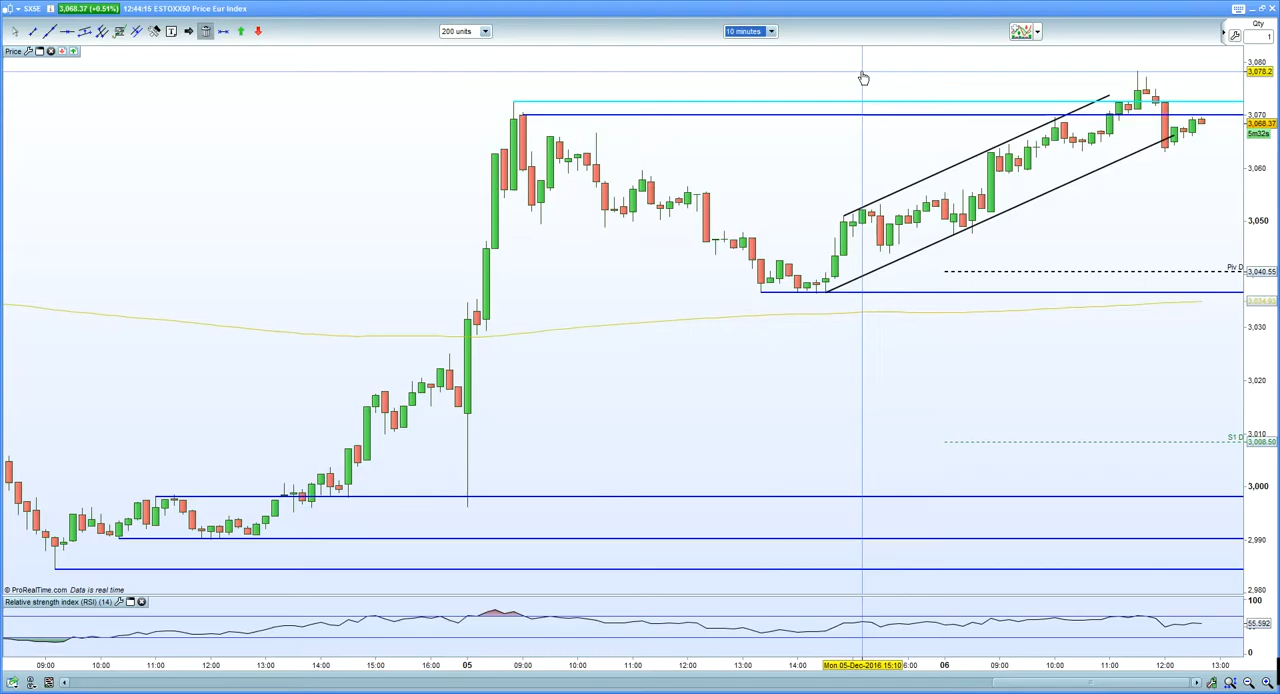 SXSE 3,068.37 (+0.51%) 12:44:15 ESTOXX50 Price Eur Index
200 units 10 minutes Qty
1
Price
3,080
3,078.2
3,070
3,068.37
5m32s
3,060
3,050
Piv D 3,040.55
3,030
3,020
3,010
S1 D
3,000
2,990
2,980
© ProRealTime.com Data is real time
Relative strength index (RSI) (14)
100
55.592
0
09:00 10:00 11:00 12:00 13:00 14:00 15:00 16:00 05 09:00 10:00 11:00 12:00 13:00 14:00 Mon 05-Dec-2016 15:10 6:00 06 09:00 10:00 11:00 12:00 13:00